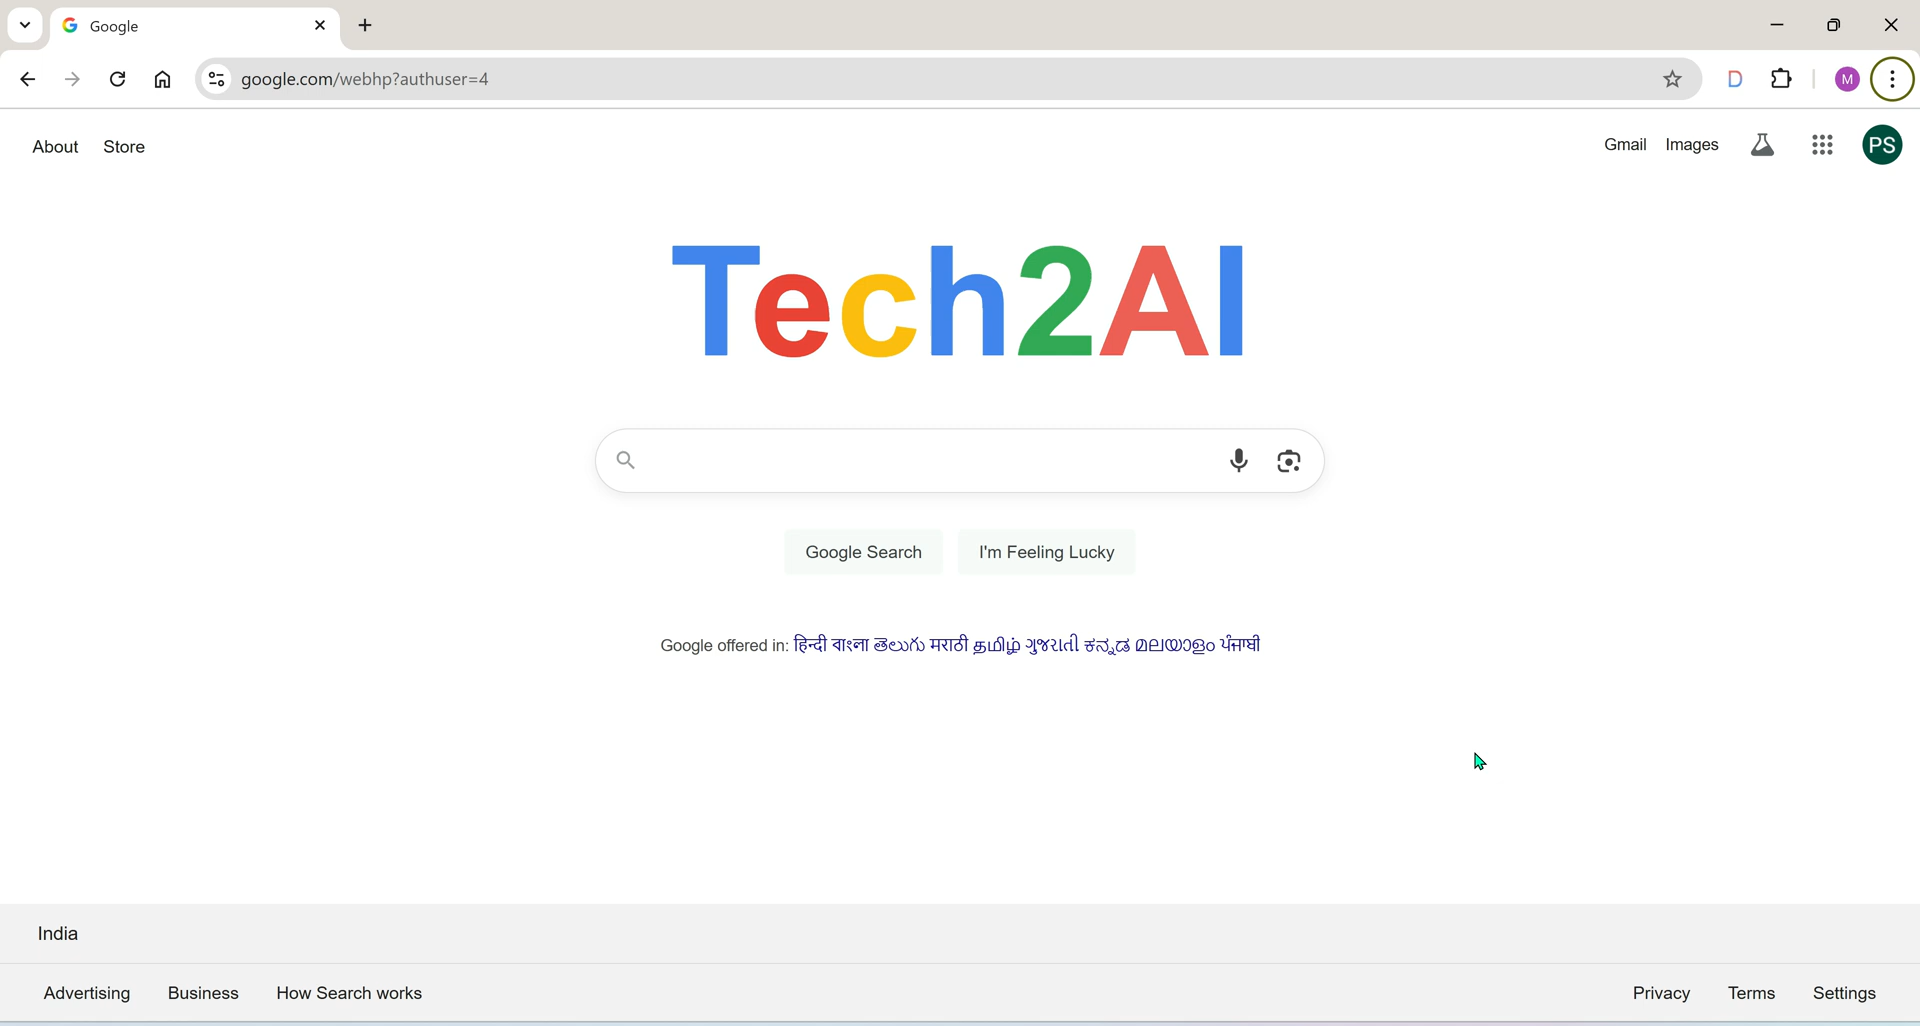 Google
google.com/webhp?authuser=4
M
About Store
Gmail Images
PS
Tech2AI
Google Search
I'm Feeling Lucky
Google offered in: हिन्दी বাংলা తెలుగు मराठी தமிழ் ગુજરાતી ಕನ್ನಡ മലയാളം ਪੰਜਾਬੀ
India
Advertising Business How Search works
Privacy Terms Settings